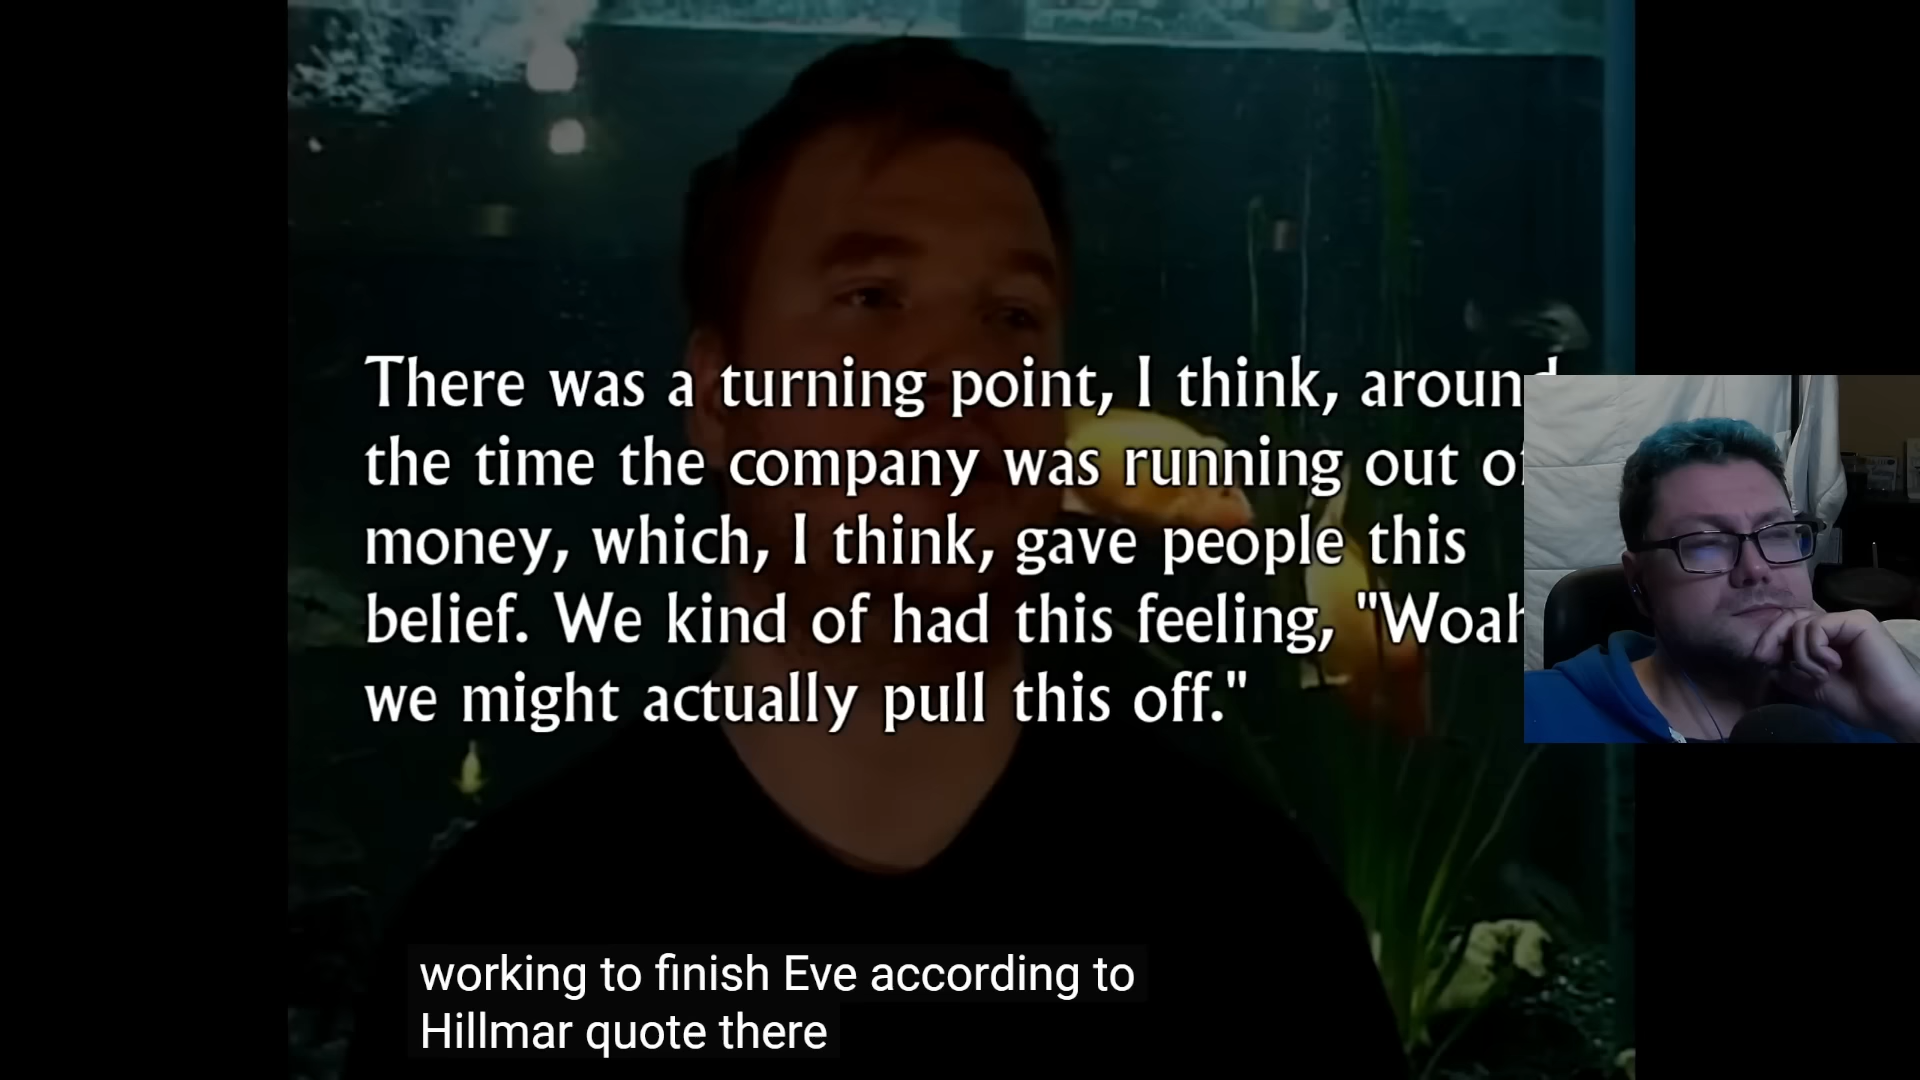 There was a turning point, I think, around
the time the company was running out of
money, which, I think, gave people this
belief. We kind of had this feeling, "Woah
we might actually pull this off."
working to finish Eve according to
Hillmar quote there